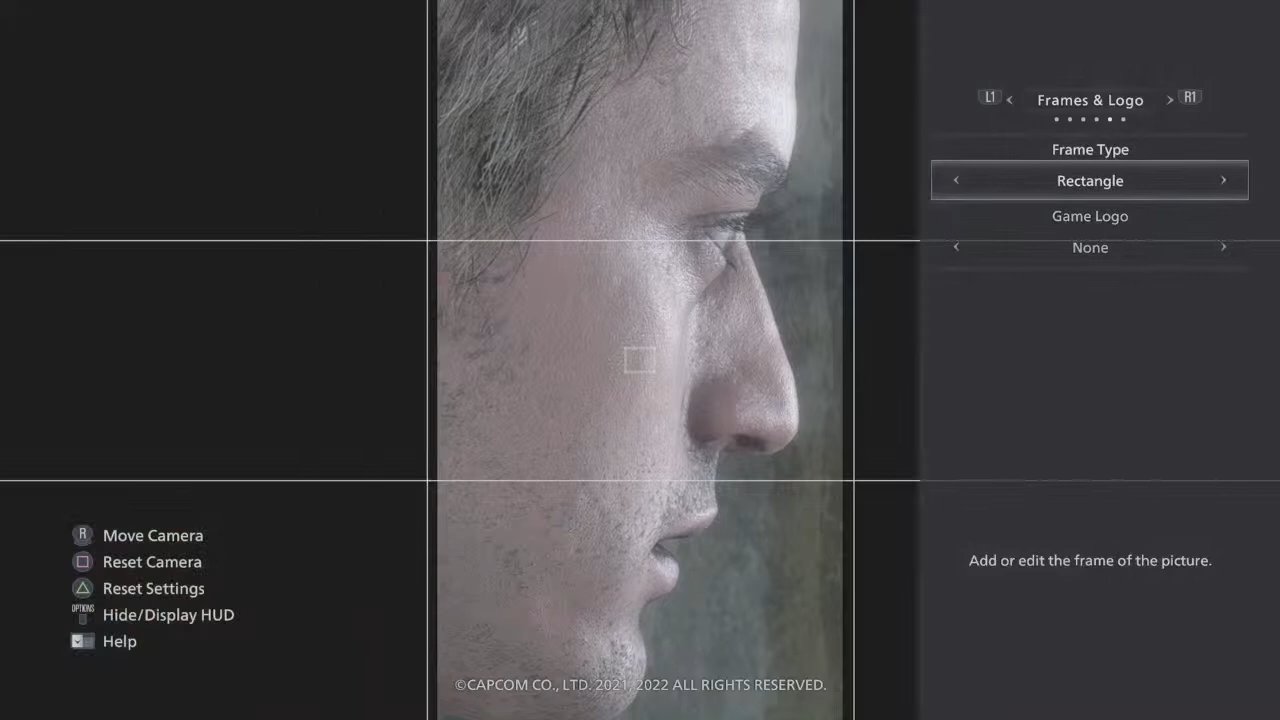 L1 Frames & Logo R1
Frame Type
Rectangle
Game Logo
None
R Move Camera
Reset Camera
Reset Settings
OPTIONS Hide/Display HUD
Help
Add or edit the frame of the picture.
©CAPCOM CO., LTD. 2021, 2022 ALL RIGHTS RESERVED.